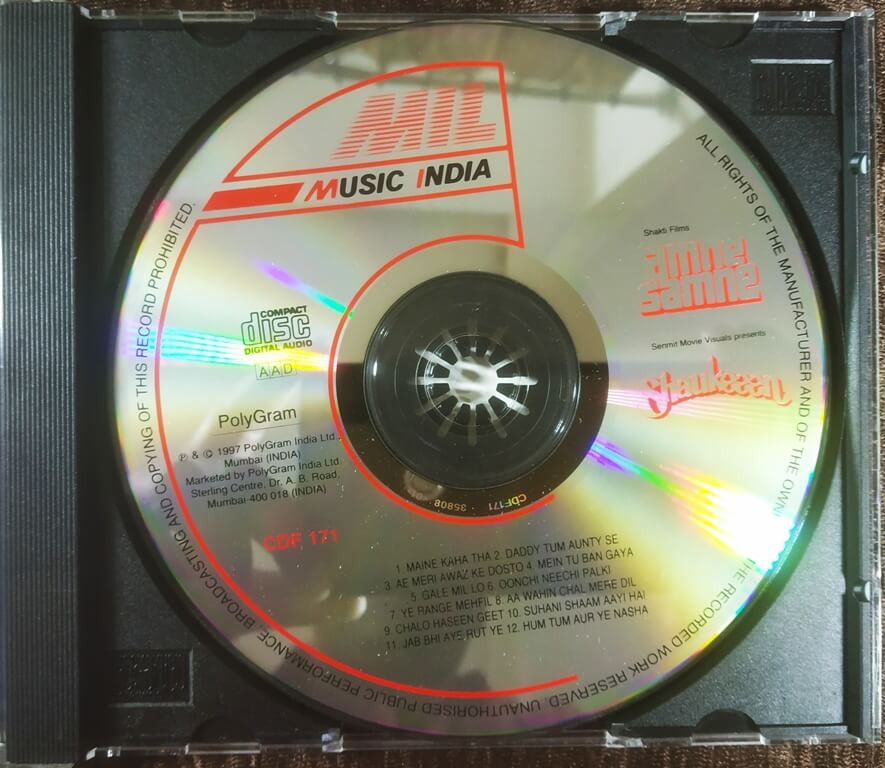 MIL
MUSIC INDIA
Shakti Films
amne
samne
Senmit Movie Visuals presents
Shaukeeen
COMPACT
disc
DIGITAL AUDIO
AAD
PolyGram
℗ & © 1997 PolyGram India Ltd.
Mumbai (INDIA)
Marketed by PolyGram India Ltd.
Sterling Centre, Dr. A. B. Road,
Mumbai-400 018 (INDIA)
CDF 171
CDF171 35808
1. MAINE KAHA THA 2. DADDY TUM AUNTY SE
3. AE MERI AWAZ KE DOSTO 4. MEIN TU BAN GAYA
5. GALE MIL LO 6. OONCHI NEECHI PALKI
7. YE RANGE MEHFIL 8. AA WAHIN CHAL MERE DIL
9. CHALO HASEEN GEET 10. SUHANI SHAAM AAYI HAI
11. JAB BHI AYE RUT YE 12. HUM TUM AUR YE NASHA
ALL RIGHTS OF THE MANUFACTURER AND OF THE OWN THE RECORDED WORK RESERVED. UNAUTHORISED PUBLIC PERFORMANCE, BROADCASTING AND COPYING OF THIS RECORD PROHIBITED.